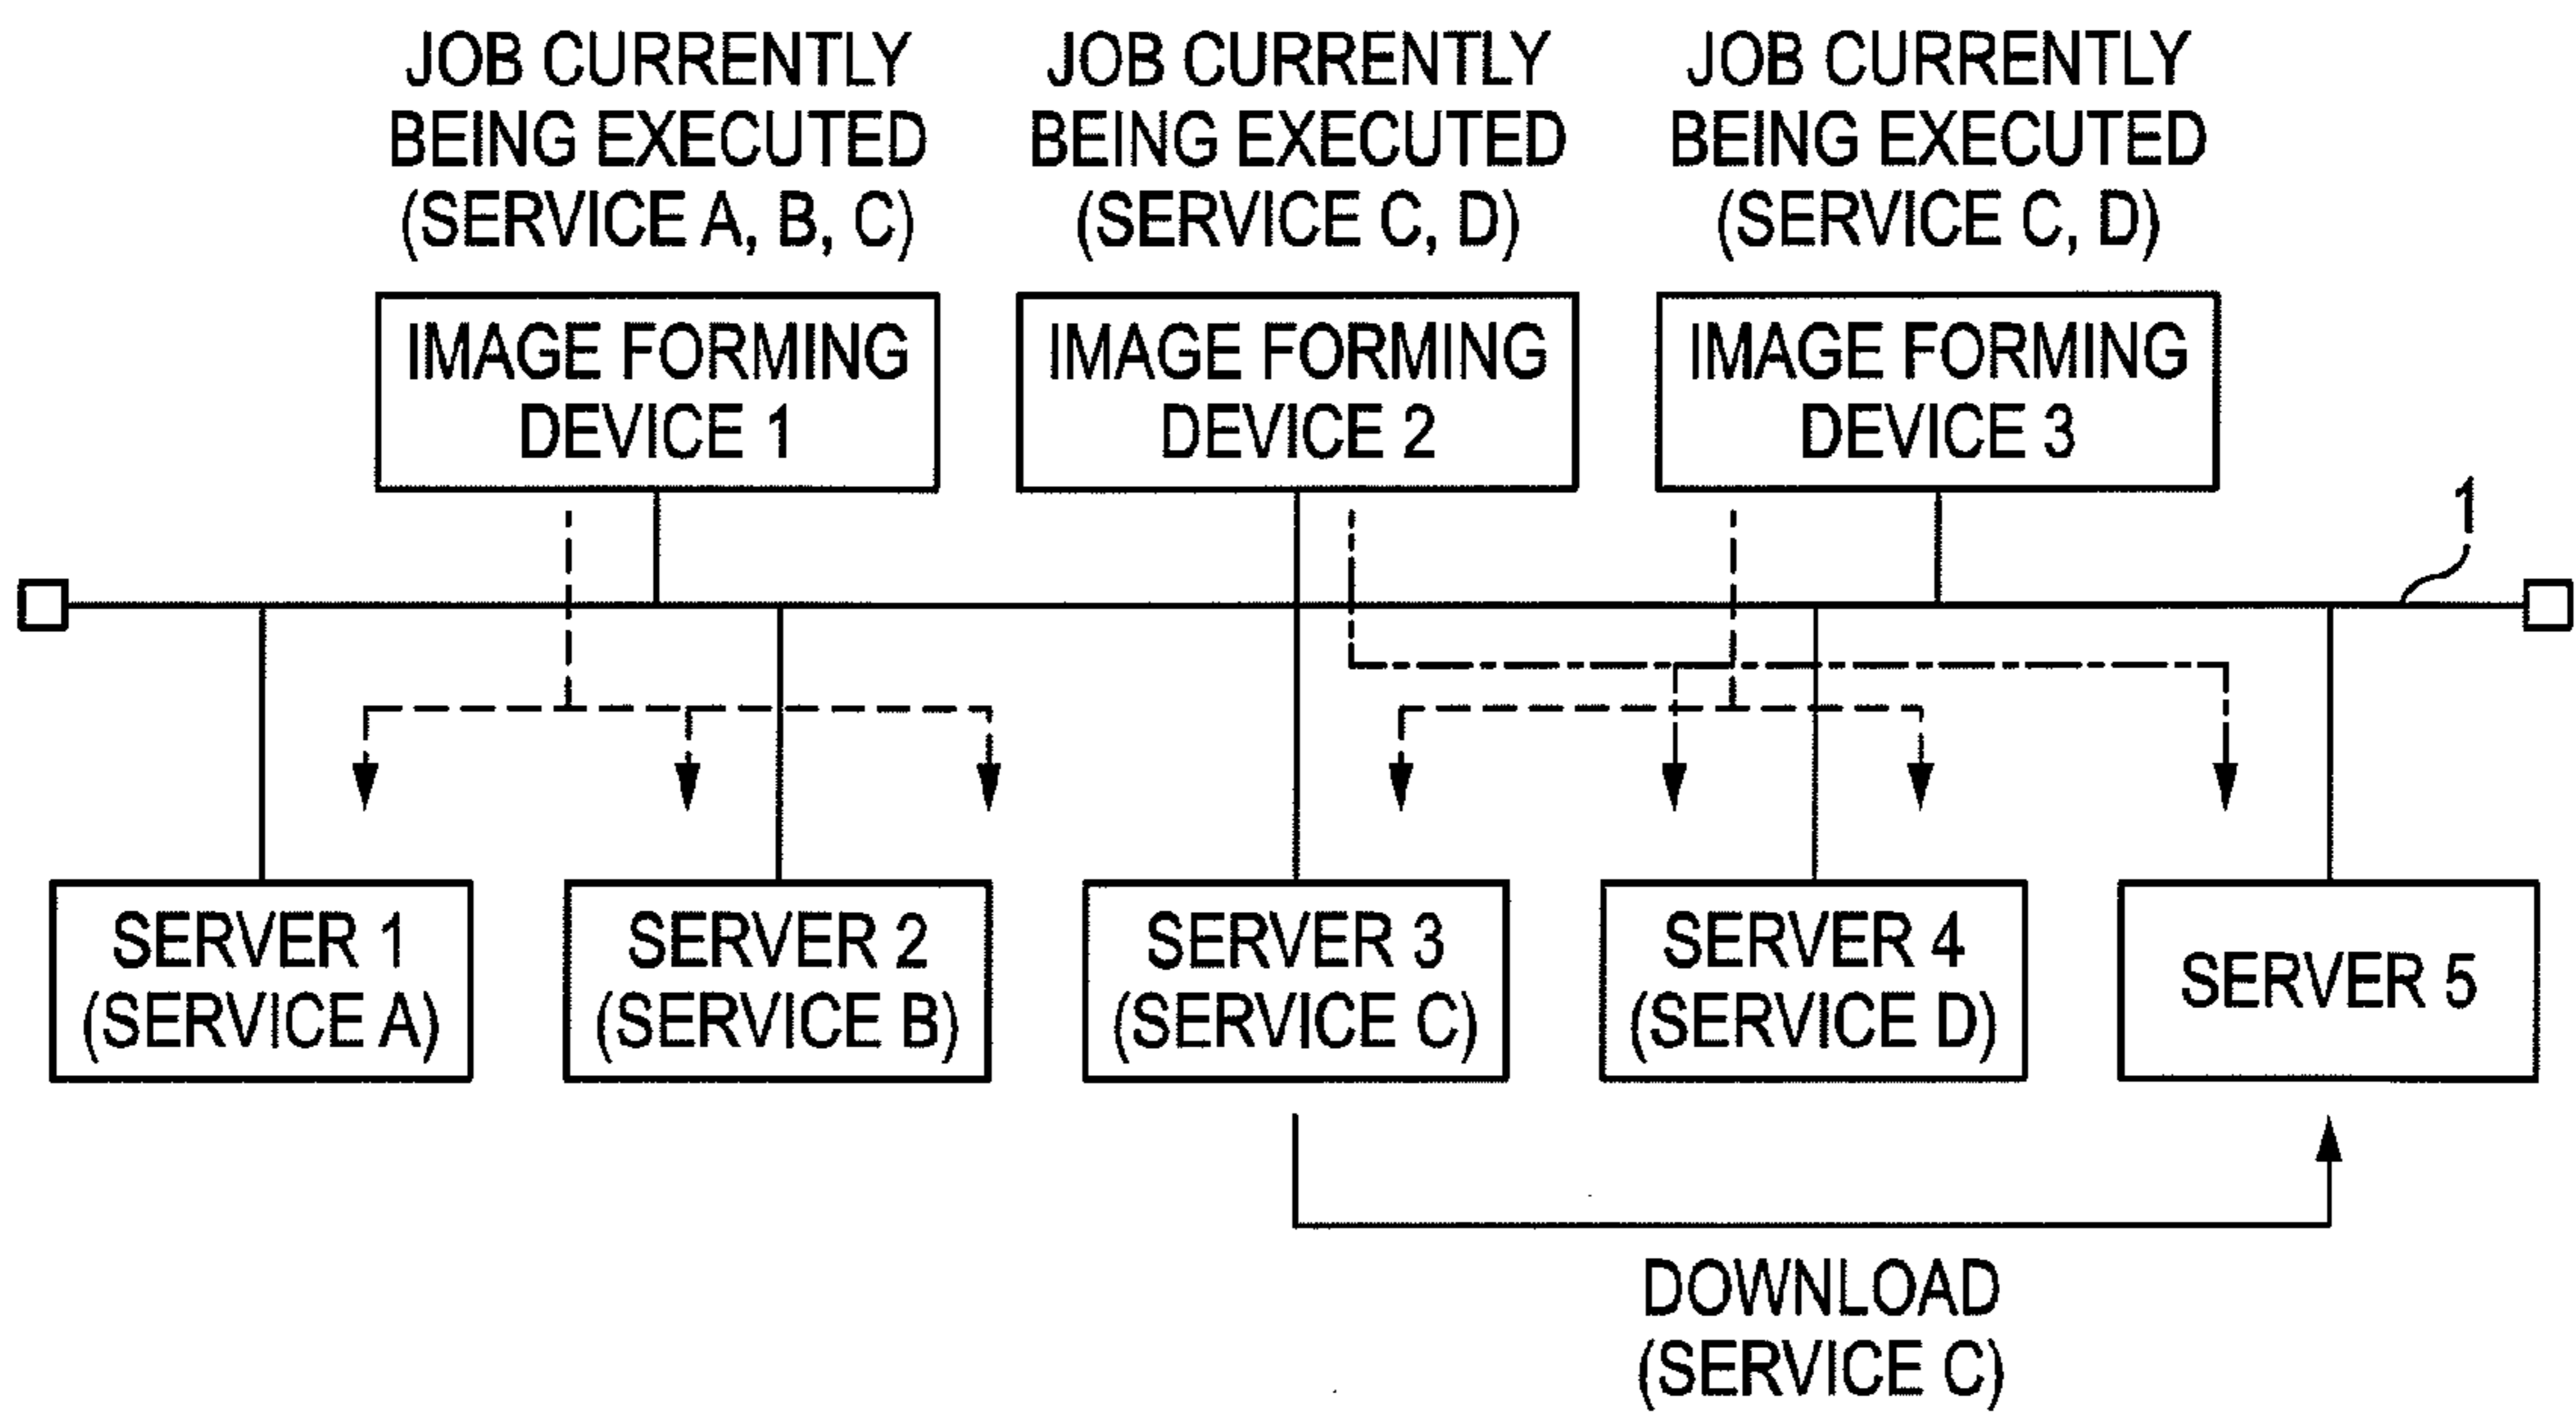 JOB CURRENTLY
BEING EXECUTED
(SERVICE A, B, C)
JOB CURRENTLY
BEING EXECUTED
(SERVICE C, D)
JOB CURRENTLY
BEING EXECUTED
(SERVICE C, D)
IMAGE FORMING
DEVICE 1
IMAGE FORMING
DEVICE 2
IMAGE FORMING
DEVICE 3
1
SERVER 1
(SERVICE A)
SERVER 2
(SERVICE B)
SERVER 3
(SERVICE C)
SERVER 4
(SERVICE D)
SERVER 5
DOWNLOAD
(SERVICE C)